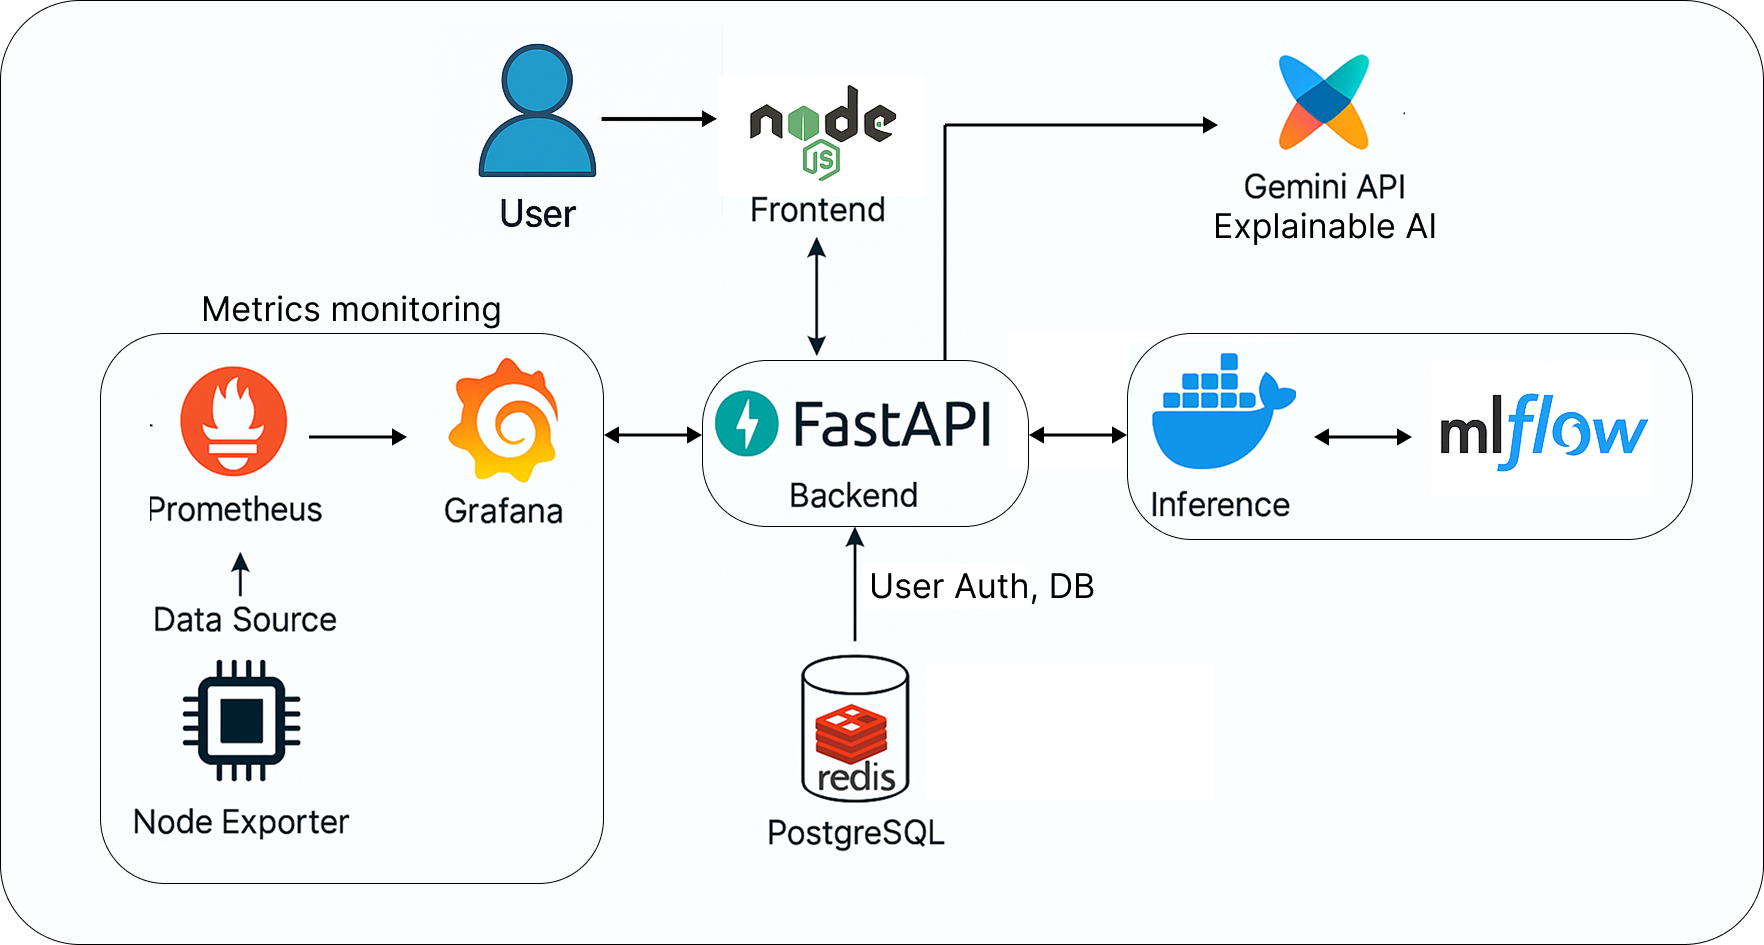 User
node
JS
Frontend
Gemini API
Explainable AI
Metrics monitoring
Prometheus
Grafana
Data Source
Node Exporter
FastAPI
Backend
User Auth, DB
redis
PostgreSQL
Inference
mlflow